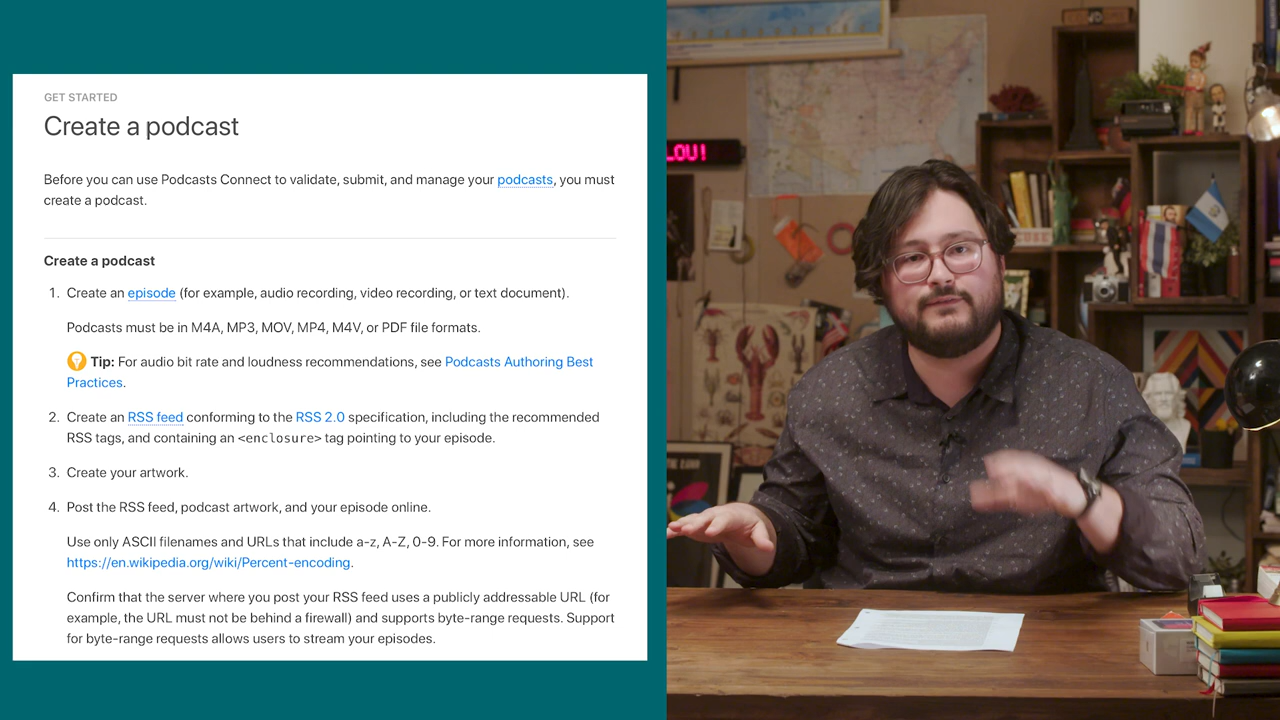 GET STARTED
Create a podcast
Before you can use Podcasts Connect to validate, submit, and manage your podcasts, you must
create a podcast.
Create a podcast
1. Create an episode (for example, audio recording, video recording, or text document).
Podcasts must be in M4A, MP3, MOV, MP4, M4V, or PDF file formats.
Tip: For audio bit rate and loudness recommendations, see Podcasts Authoring Best
Practices.
2. Create an RSS feed conforming to the RSS 2.0 specification, including the recommended
RSS tags, and containing an <enclosure> tag pointing to your episode.
3. Create your artwork.
4. Post the RSS feed, podcast artwork, and your episode online.
Use only ASCII filenames and URLs that include a-z, A-Z, 0-9. For more information, see
https://en.wikipedia.org/wiki/Percent-encoding.
Confirm that the server where you post your RSS feed uses a publicly addressable URL (for
example, the URL must not be behind a firewall) and supports byte-range requests. Support
for byte-range requests allows users to stream your episodes.
LOU!